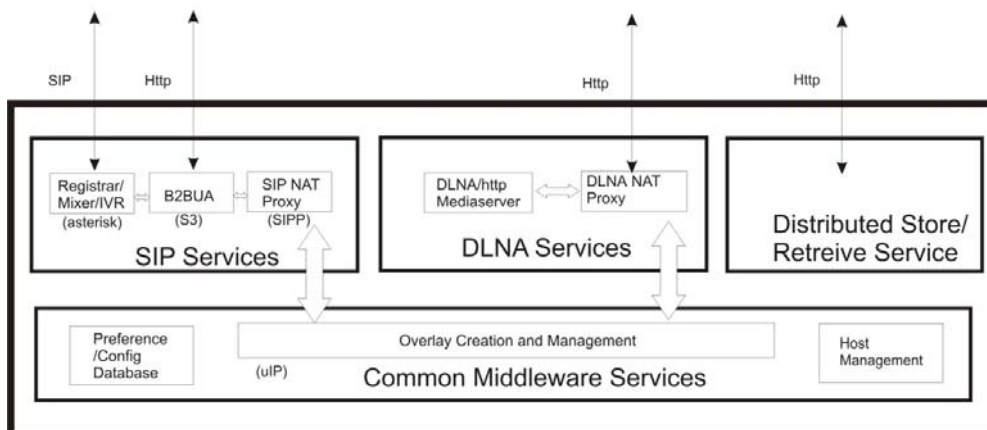 SIP
Http
Http
Http
Registrar/
Mixer/IVR
(asterisk)
B2BUA
(S3)
SIP NAT
Proxy
(SIPP)
SIP Services
DLNA/http
Mediaserver
DLNA NAT
Proxy
DLNA Services
Distributed Store/
Retreive Service
Preference
/Config
Database
Overlay Creation and Management
(uIP)
Common Middleware Services
Host
Management